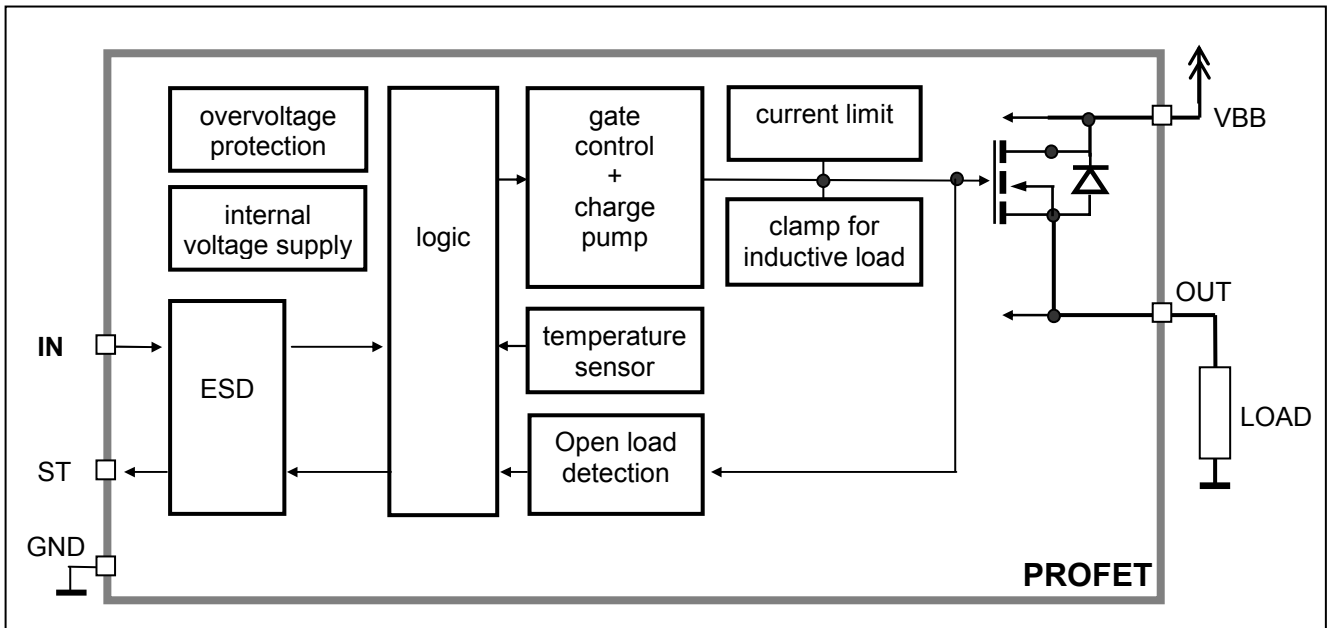 overvoltage
protection
internal
voltage supply
logic
gate
control
+
charge
pump
current limit
clamp for
inductive load
VBB
OUT
IN
ESD
temperature
sensor
LOAD
ST
Open load
detection
GND
PROFET